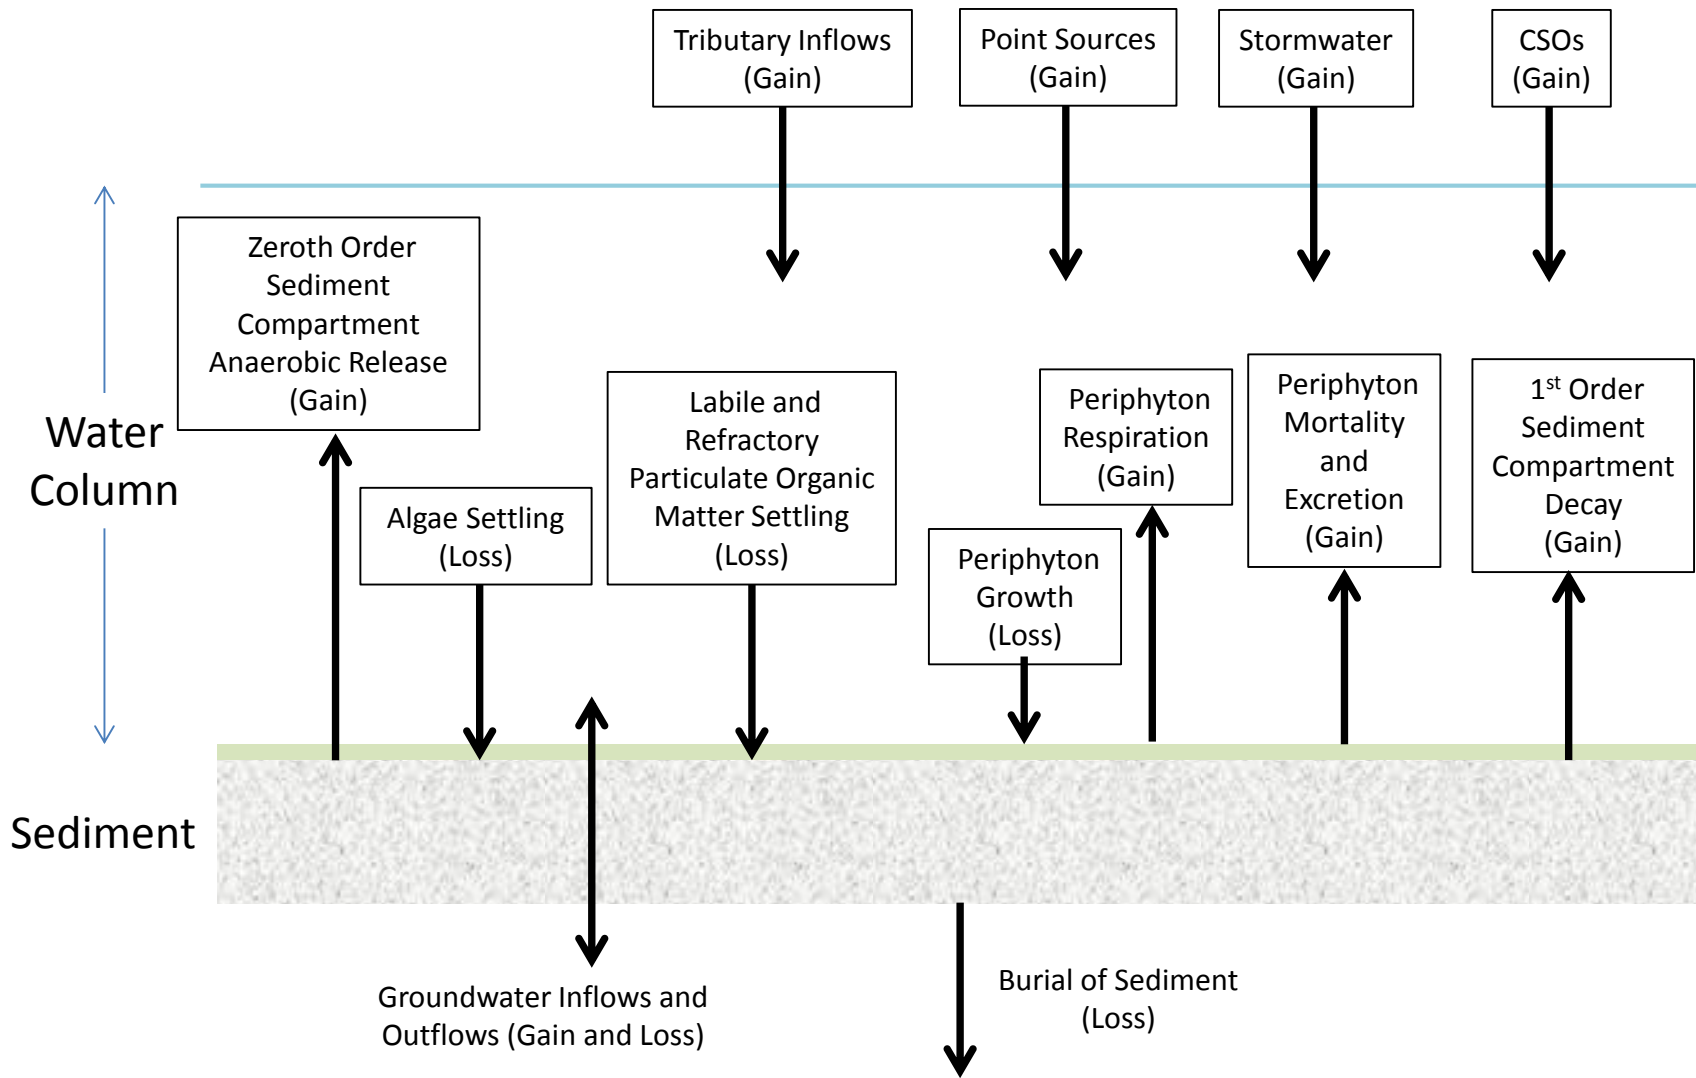 Tributary Inflows
(Gain)
Point Sources
(Gain)
Stormwater
(Gain)
CSOs
(Gain)
Zeroth Order
Sediment
Compartment
Anaerobic Release
(Gain)
Water
Column
Algae Settling
(Loss)
Labile and
Refractory
Particulate Organic
Matter Settling
(Loss)
Periphyton
Growth
(Loss)
Periphyton
Respiration
(Gain)
Periphyton
Mortality
and
Excretion
(Gain)
1st Order
Sediment
Compartment
Decay
(Gain)
Sediment
Groundwater Inflows and
Outflows (Gain and Loss)
Burial of Sediment
(Loss)